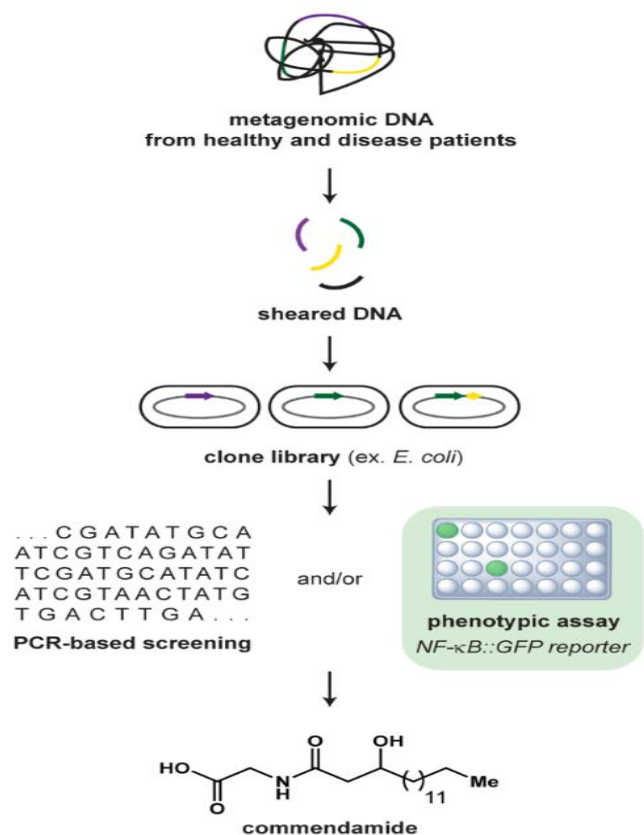 metagenomic DNA
from healthy and disease patients
sheared DNA
clone library (ex. E. coli)
...CGATATGCA
ATCGTCAGATAT
TCGATGCATATC
ATCGTAACTATG
TGACTTGA...
PCR-based screening
and/or
phenotypic assay
NF-κB::GFP reporter
O
OH
HO
O
N
H
11
Me
commendamide